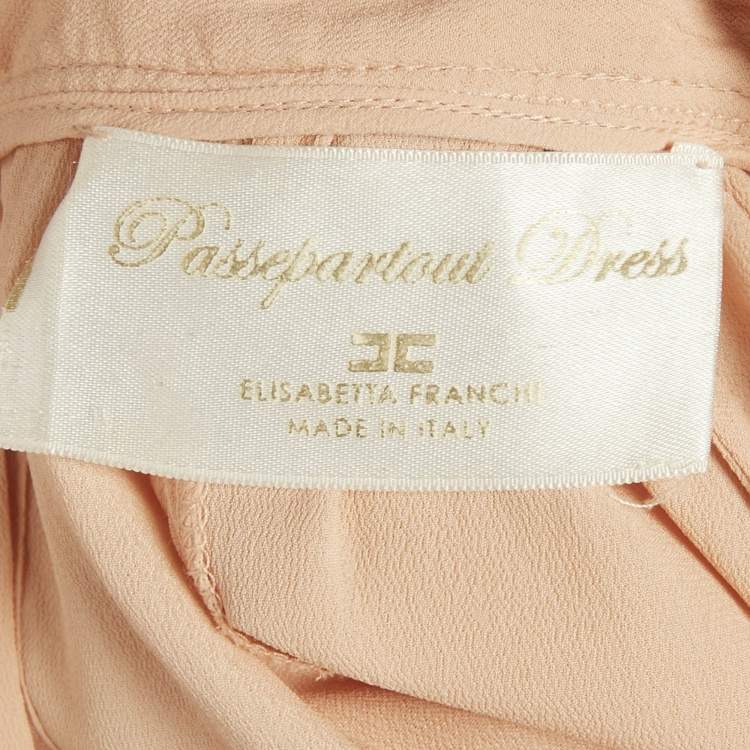 Passepartout Dress
ELISABETTA FRANCHI
MADE IN ITALY